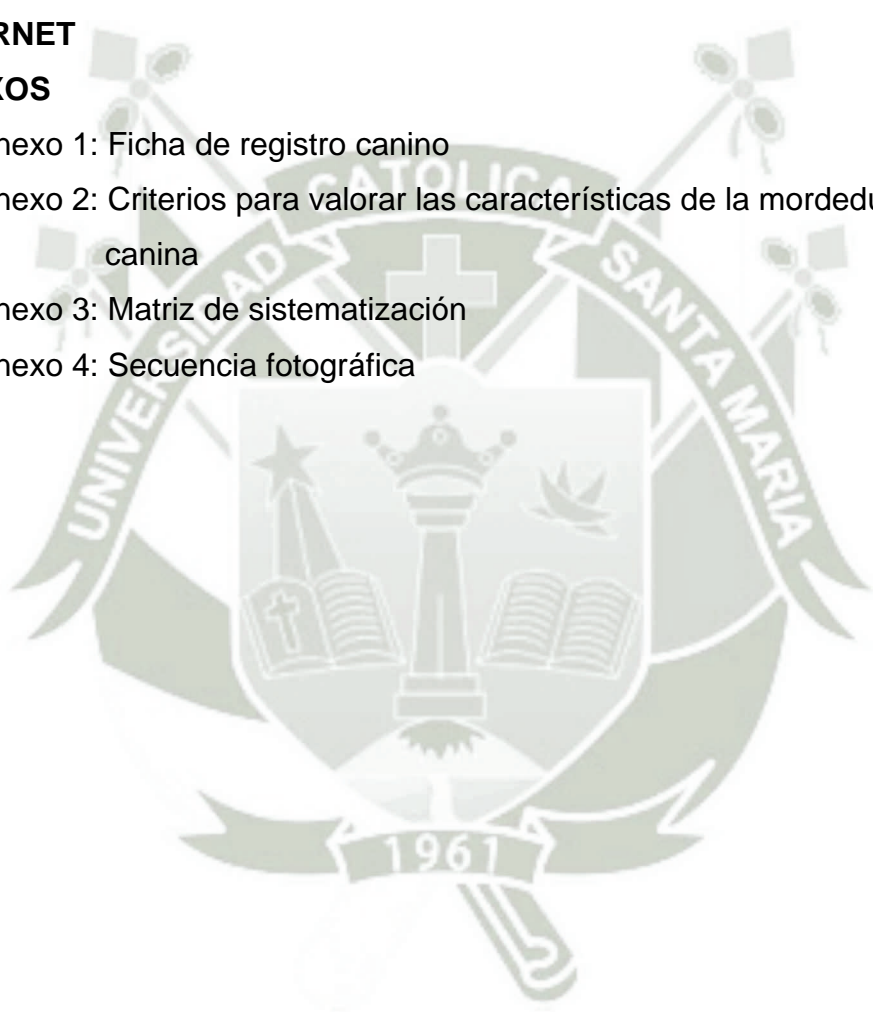 RNET
XOS
nexo 1: Ficha de registro canino
nexo 2: Criterios para valorar las características de la mordedu
canina
nexo 3: Matriz de sistematización
nexo 4: Secuencia fotográfica
UNIVERSIDAD CATOLICA SANTA MARIA
1961